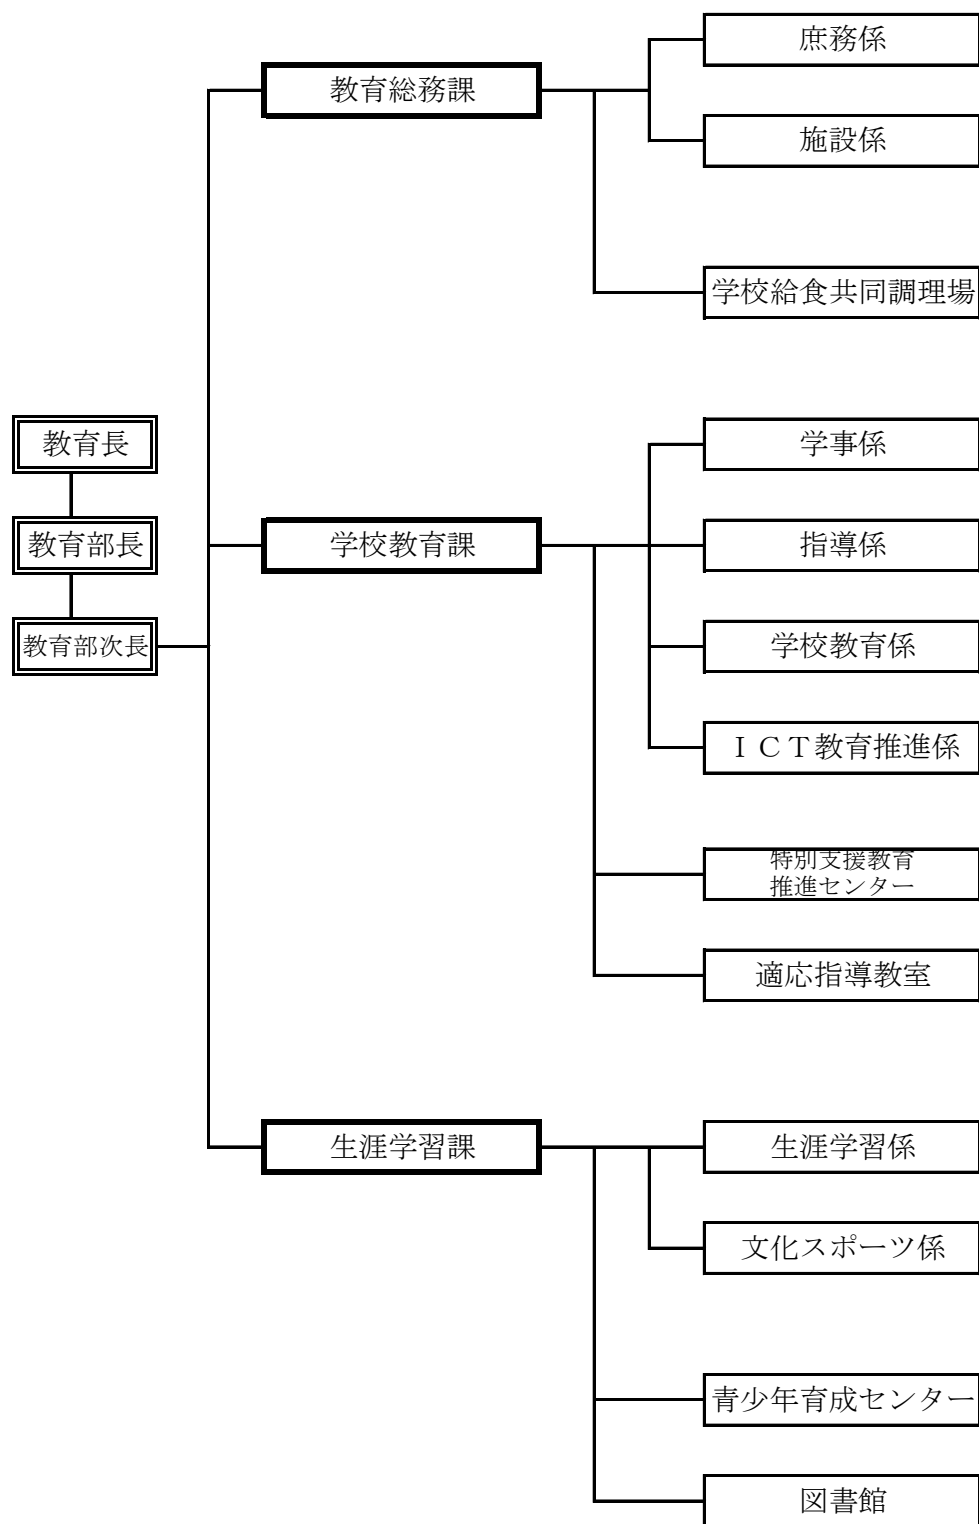 教育長
教育部長
教育部次長
教育総務課
庶務係
施設係
学校給食共同調理場
学校教育課
学事係
指導係
学校教育係
ＩＣＴ教育推進係
特別支援教育
推進センター
適応指導教室
生涯学習課
生涯学習係
文化スポーツ係
青少年育成センター
図書館